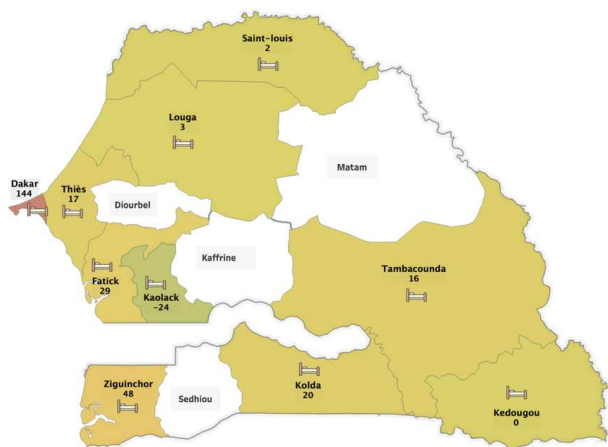 Saint-louis
2
Louga
3
Matam
Dakar
144
Thiès
17
Diourbel
Kaffrine
Tambacounda
16
Fatick
29
Kaolack
-24
Ziguinchor
48
Sedhiou
Kolda
20
Kedougou
0